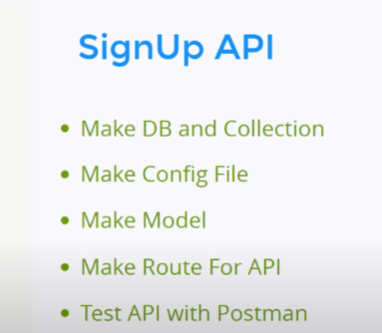 SignUp API
• Make DB and Collection
• Make Config File
• Make Model
• Make Route For API
• Test API with Postman